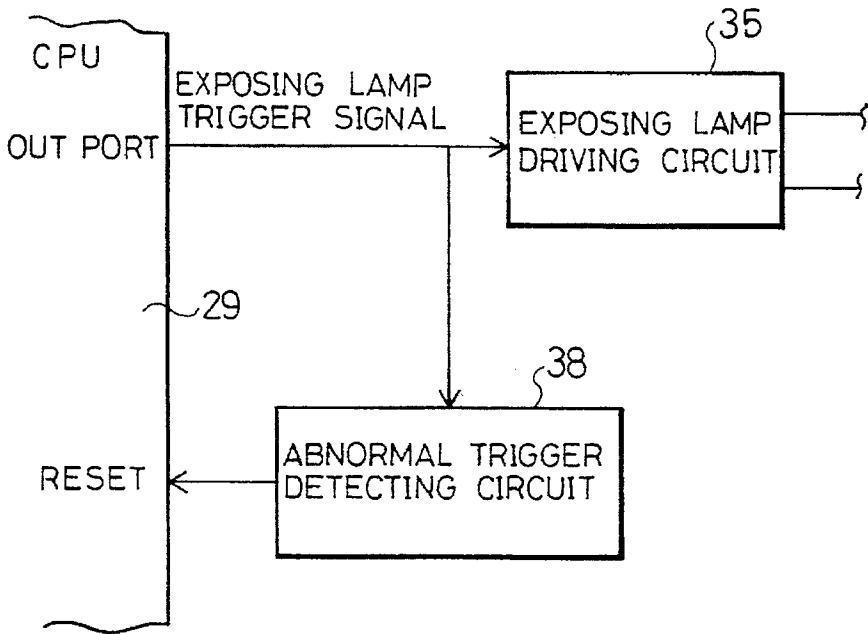 35
CPU
EXPOSING LAMP
TRIGGER SIGNAL
OUT PORT
EXPOSING LAMP
DRIVING CIRCUIT
29
38
RESET
ABNORMAL TRIGGER
DETECTING CIRCUIT